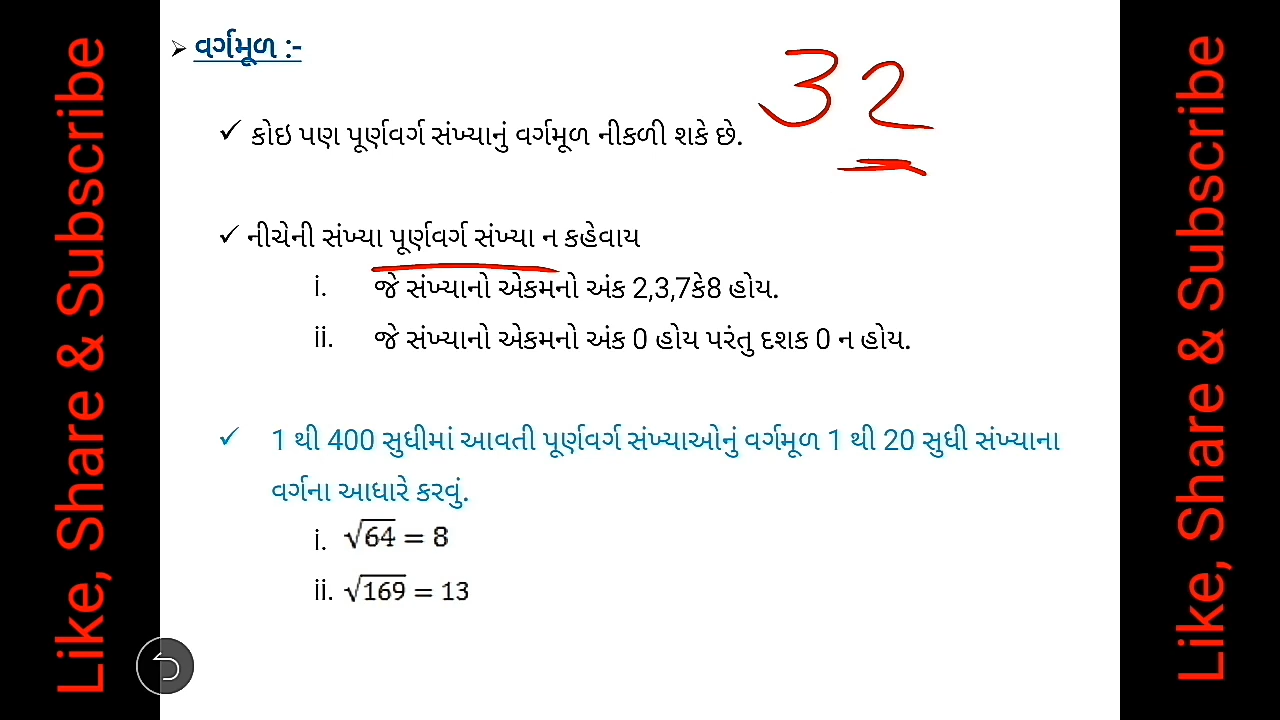 Like, Share & Subscribe
➢ વર્ગમૂળ :-
32
✓ કોઇ પણ પૂર્ણવર્ગ સંખ્યાનું વર્ગમૂળ નીકળી શકે છે.
✓ નીચેની સંખ્યા પૂર્ણવર્ગ સંખ્યા ન કહેવાય
i. જે સંખ્યાનો એકમનો અંક 2,3,7કે8 હોય.
ii. જે સંખ્યાનો એકમનો અંક 0 હોય પરંતુ દશક 0 ન હોય.
✓ 1 થી 400 સુધીમાં આવતી પૂર્ણવર્ગ સંખ્યાઓનું વર્ગમૂળ 1 થી 20 સુધી સંખ્યાના
વર્ગના આધારે કરવું.
i. √64 = 8
ii. √169 = 13
Like, Share & Subscribe